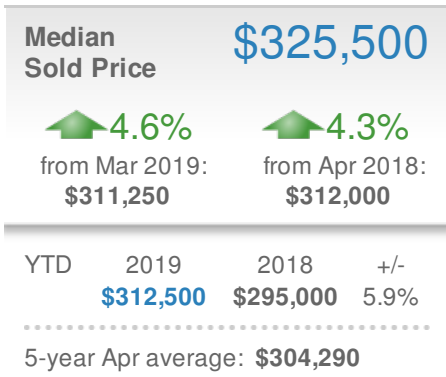 Median $325,500
Sold Price
4.6% 4.3%
from Mar 2019: from Apr 2018:
$311,250 $312,000
YTD 2019 2018 +/-
$312,500 $295,000 5.9%
5-year Apr average: $304,290